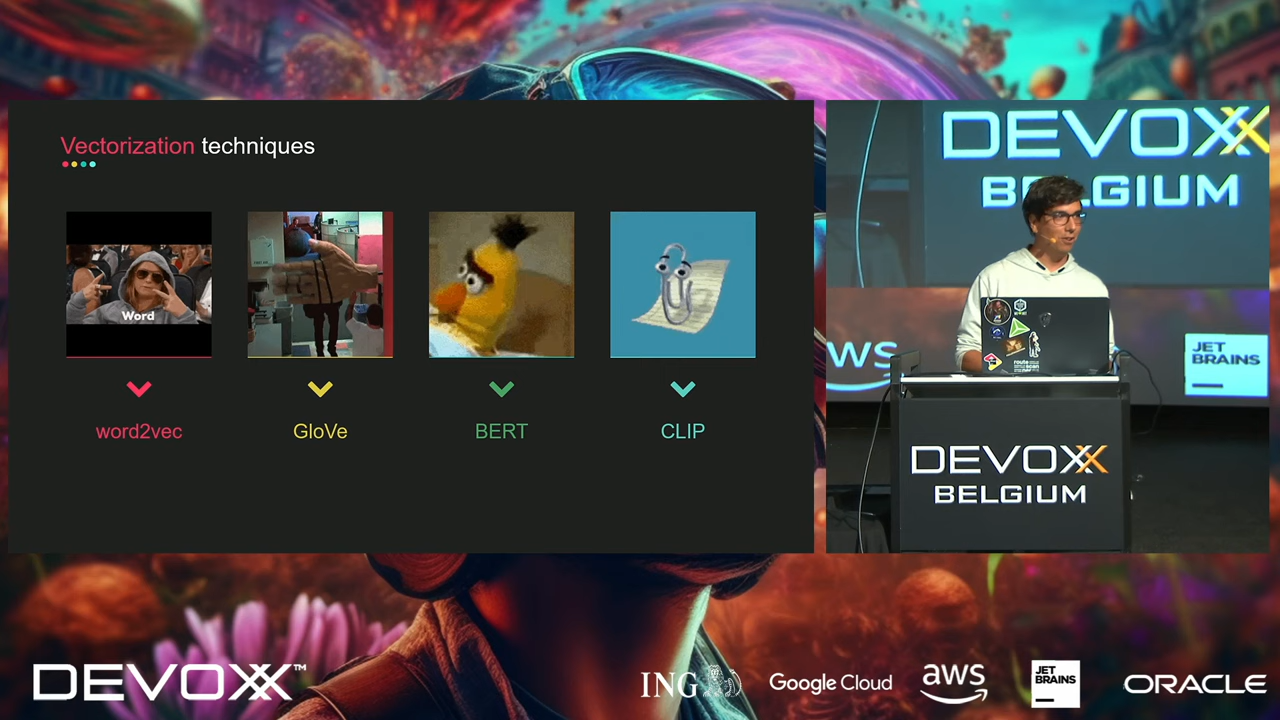 Vectorization techniques
Word
word2vec
GloVe
BERT
CLIP
DEVOXX
BELGIUM
aws
JET
BRAINS
DEVOXX
BELGIUM
DEVOXX™
ING
Google Cloud
aws
JET
BRAINS
ORACLE